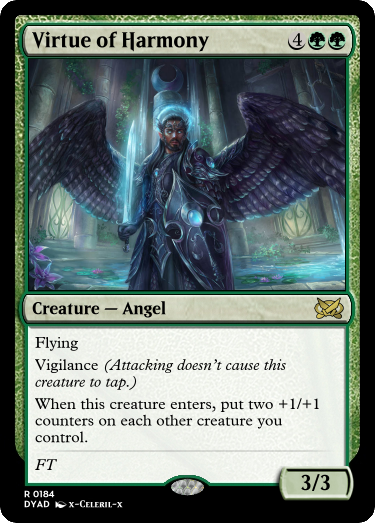 Virtue of Harmony 4
Creature — Angel
Flying
Vigilance (Attacking doesn't cause this
creature to tap.)
When this creature enters, put two +1/+1
counters on each other creature you
control.
FT
3/3
R 0184
DYAD x-Celeril-x